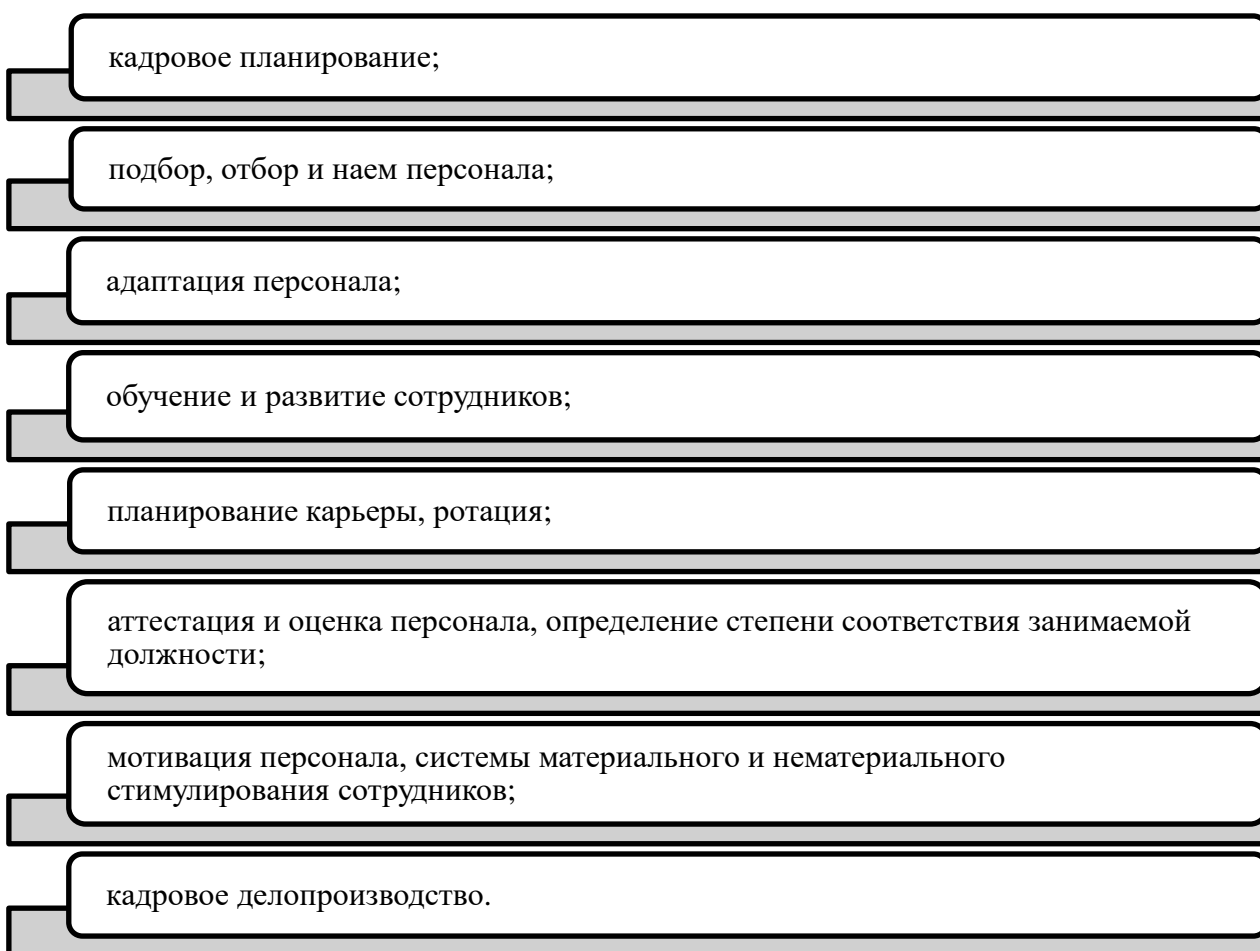 кадровое планирование;
подбор, отбор и наем персонала;
адаптация персонала;
обучение и развитие сотрудников;
планирование карьеры, ротация;
аттестация и оценка персонала, определение степени соответствия занимаемой
должности;
мотивация персонала, системы материального и нематериального
стимулирования сотрудников;
кадровое делопроизводство.